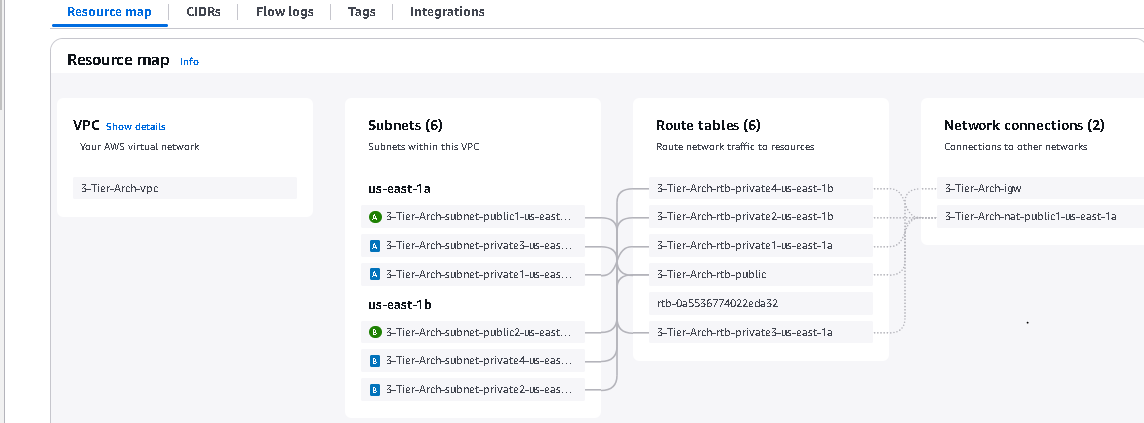 Resource map
CIDRs
Flow logs
Tags
Integrations
Resource map Info
VPC Show details
Your AWS virtual network
3-Tier-Arch-vpc
Subnets (6)
Subnets within this VPC
us-east-1a
A 3-Tier-Arch-subnet-public1-us-east...
A 3-Tier-Arch-subnet-private3-us-eas...
A 3-Tier-Arch-subnet-private1-us-eas...
us-east-1b
B 3-Tier-Arch-subnet-public2-us-east...
B 3-Tier-Arch-subnet-private4-us-eas...
B 3-Tier-Arch-subnet-private2-us-eas...
Route tables (6)
Route network traffic to resources
3-Tier-Arch-rtb-private4-us-east-1b
3-Tier-Arch-rtb-private2-us-east-1b
3-Tier-Arch-rtb-private1-us-east-1a
3-Tier-Arch-rtb-public
rtb-0a5536774022eda32
3-Tier-Arch-rtb-private3-us-east-1a
Network connections (2)
Connections to other networks
3-Tier-Arch-igw
3-Tier-Arch-nat-public1-us-east-1a